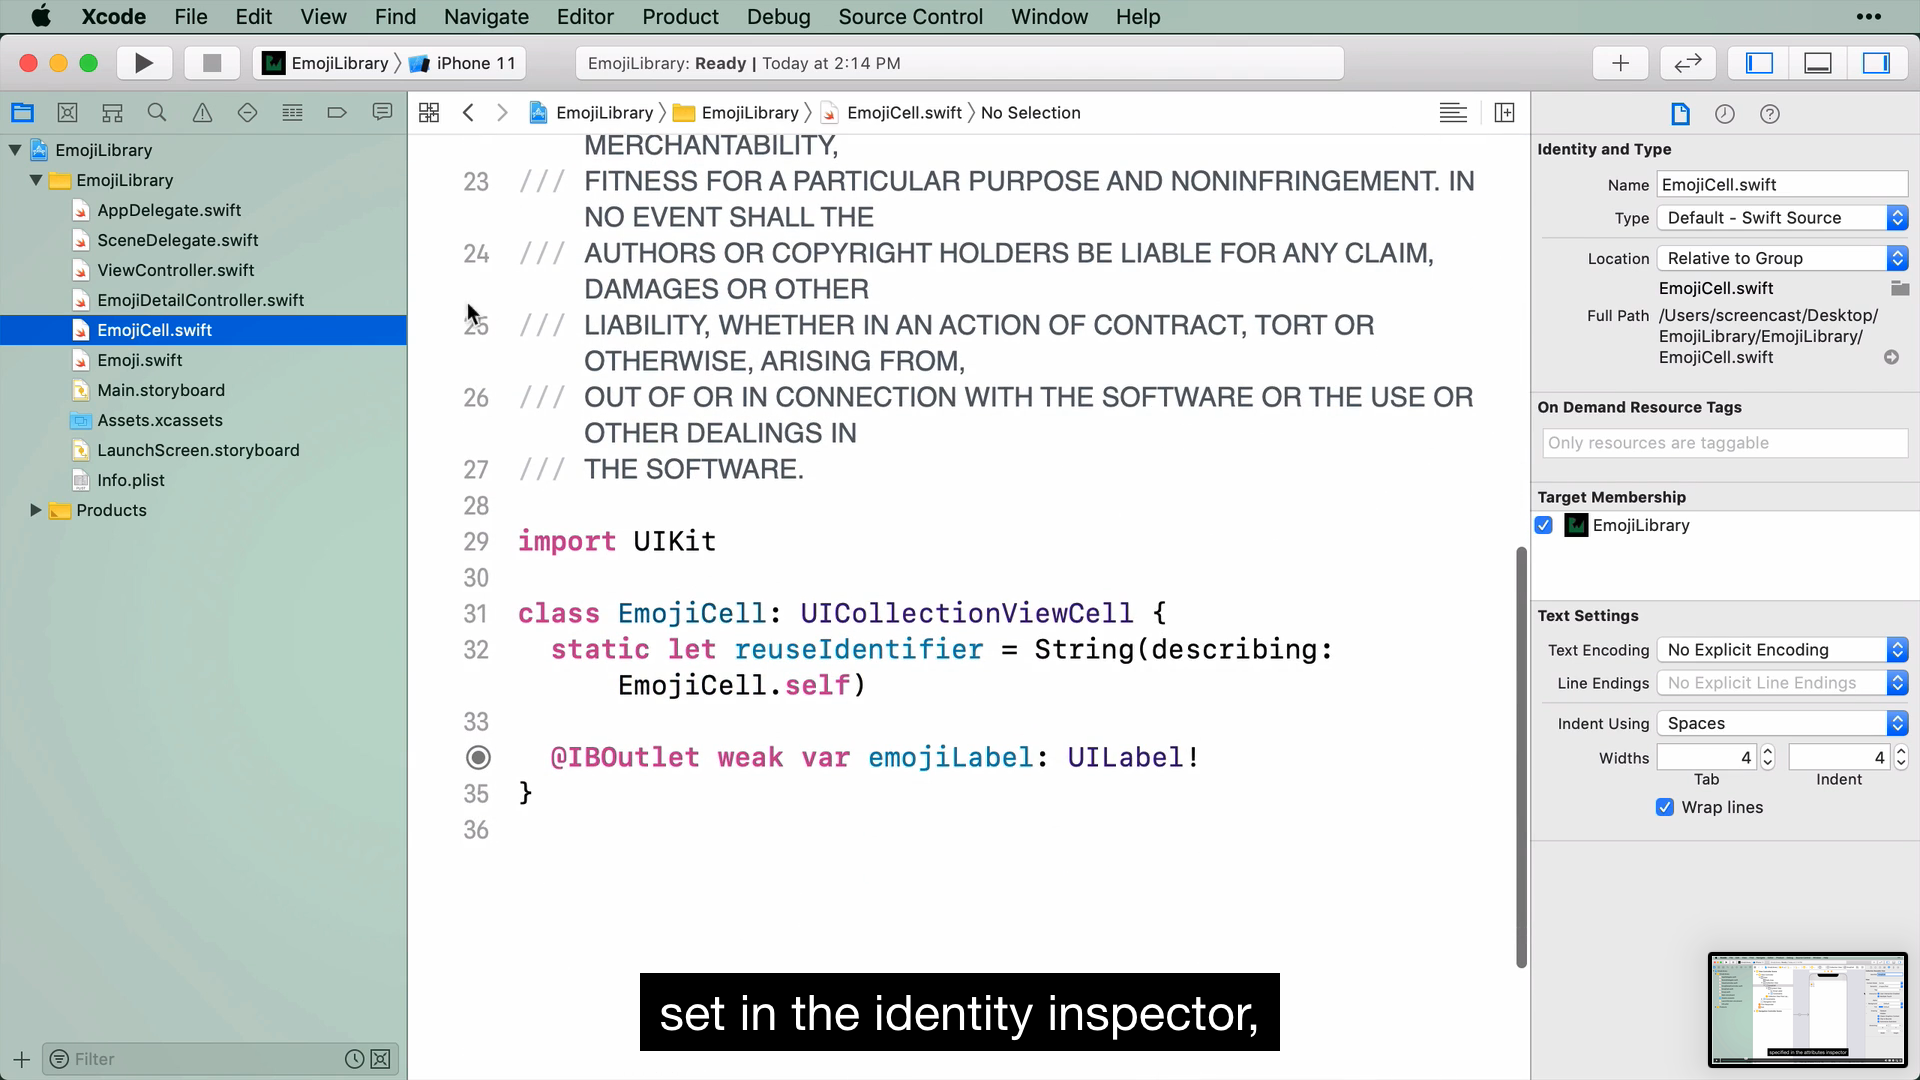 Xcode File Edit View Find Navigate Editor Product Debug Source Control Window Help
EmojiLibrary iPhone 11
EmojiLibrary: Ready | Today at 2:14 PM
EmojiLibrary EmojiLibrary EmojiCell.swift No Selection
EmojiLibrary
EmojiLibrary
AppDelegate.swift
SceneDelegate.swift
ViewController.swift
EmojiDetailController.swift
EmojiCell.swift
Emoji.swift
Main.storyboard
Assets.xcassets
LaunchScreen.storyboard
Info.plist
Products
Filter
MERCHANTABILITY,
23 /// FITNESS FOR A PARTICULAR PURPOSE AND NONINFRINGEMENT. IN
NO EVENT SHALL THE
24 /// AUTHORS OR COPYRIGHT HOLDERS BE LIABLE FOR ANY CLAIM,
DAMAGES OR OTHER
25 /// LIABILITY, WHETHER IN AN ACTION OF CONTRACT, TORT OR
OTHERWISE, ARISING FROM,
26 /// OUT OF OR IN CONNECTION WITH THE SOFTWARE OR THE USE OR
OTHER DEALINGS IN
27 /// THE SOFTWARE.
28
29 import UIKit
30
31 class EmojiCell: UICollectionViewCell {
32 static let reuseIdentifier = String(describing:
EmojiCell.self)
33
@IBOutlet weak var emojiLabel: UILabel!
35 }
36
Identity and Type
Name EmojiCell.swift
Type Default - Swift Source
Location Relative to Group
EmojiCell.swift
Full Path /Users/screencast/Desktop/
EmojiLibrary/EmojiLibrary/
EmojiCell.swift
On Demand Resource Tags
Only resources are taggable
Target Membership
EmojiLibrary
Text Settings
Text Encoding No Explicit Encoding
Line Endings No Explicit Line Endings
Indent Using Spaces
Widths 4 4
Tab Indent
Wrap lines
specified in the attributes inspector
set in the identity inspector,